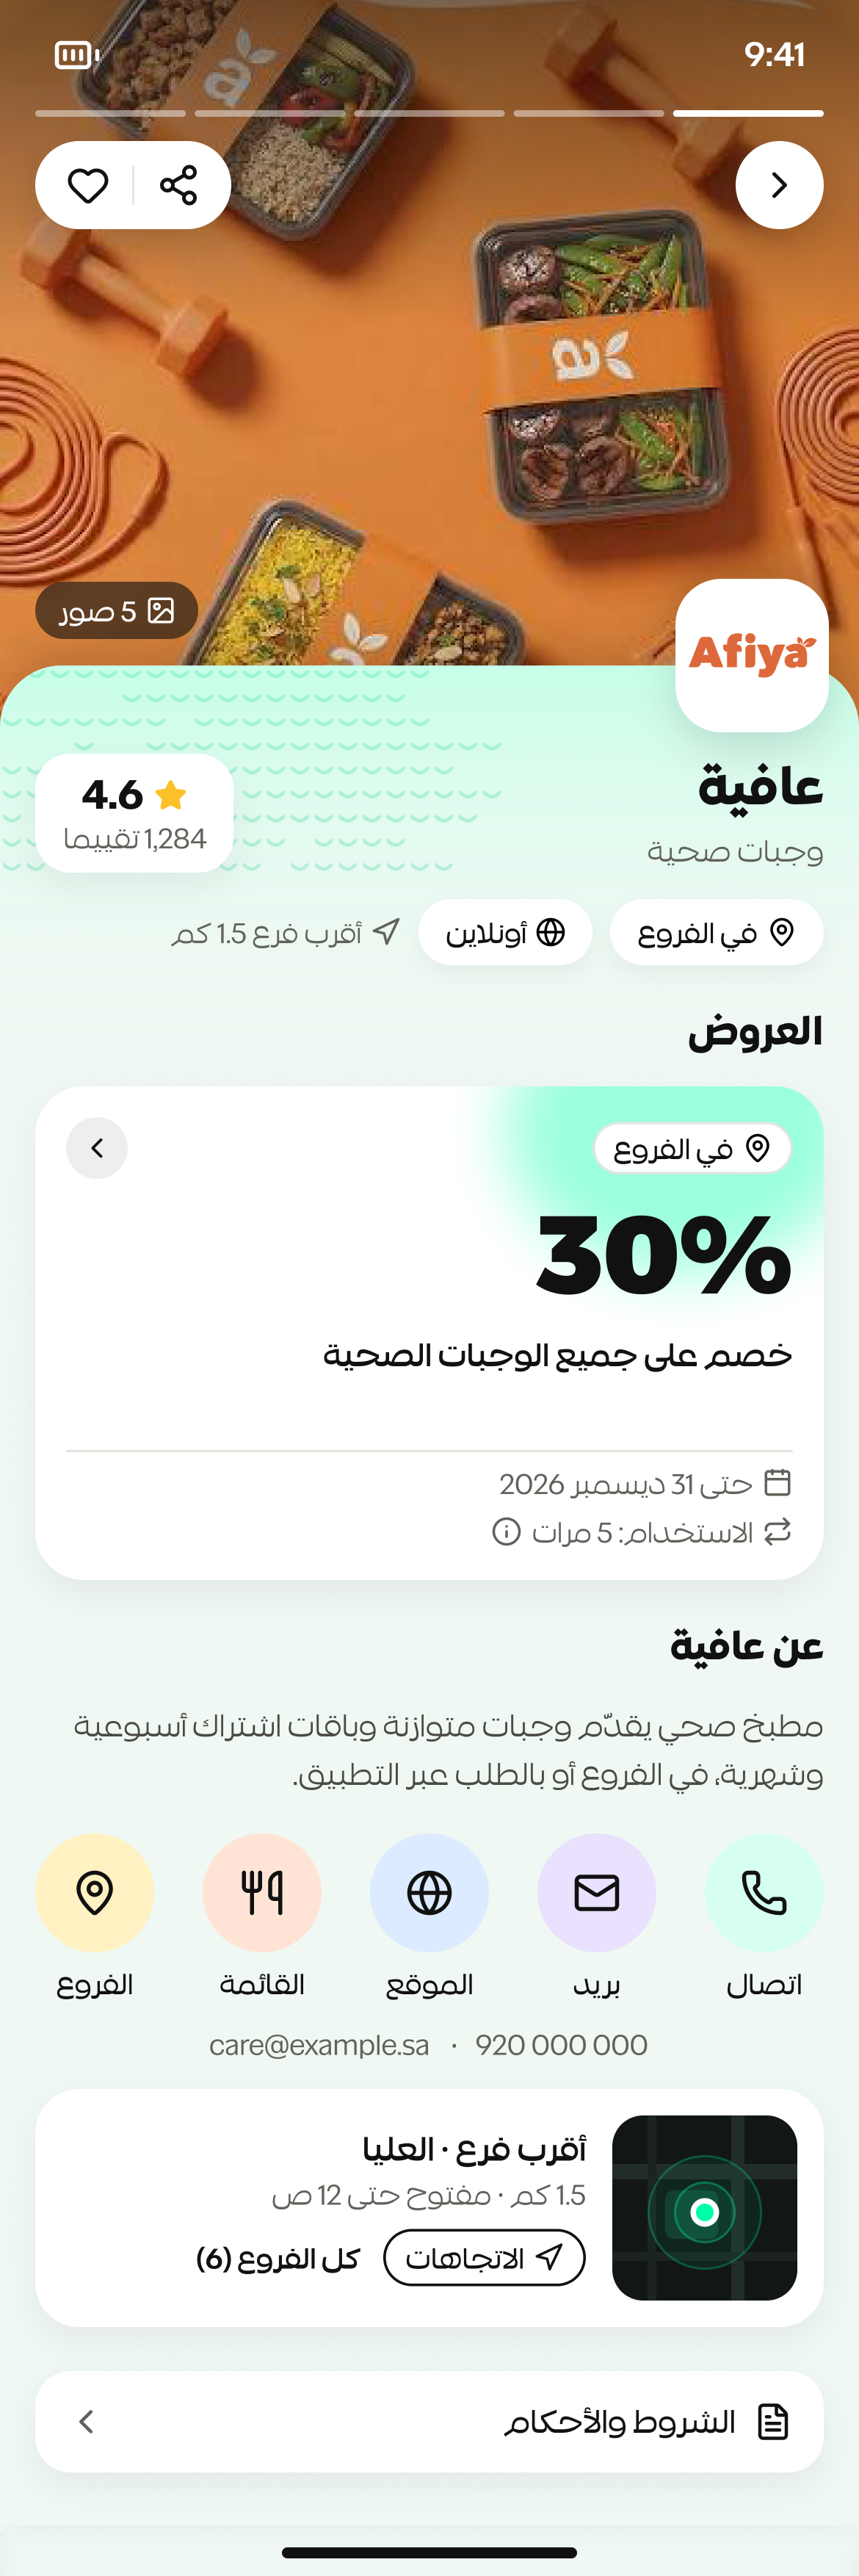 9:41
5 صور
Afiya
عافية
4.6
وجبات صحية
1,284 تقييما
في الفروع
أونلاين
أقرب فرع 1.5 كم
العروض
في الفروع
30%
خصم على جميع الوجبات الصحية
حتى 31 ديسمبر 2026
الاستخدام: 5 مرات
عن عافية
مطبخ صحي يقدّم وجبات متوازنة وباقات اشتراك أسبوعية
وشهرية، في الفروع أو بالطلب عبر التطبيق.
اتصال
بريد
الموقع
القائمة
الفروع
920 000 000 · care@example.sa
أقرب فرع · العليا
1.5 كم · مفتوح حتى 12 ص
الاتجاهات
كل الفروع (6)
الشروط والأحكام